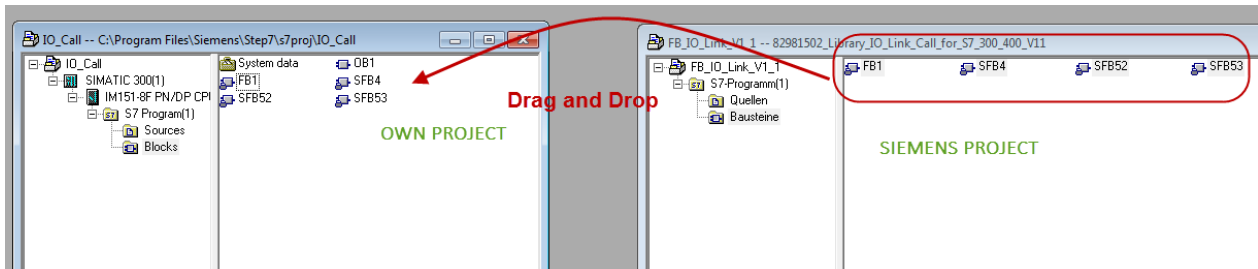 IO_Call -- C:\Program Files\Siemens\Step7\s7proj\IO_Call
IO_Call
SIMATIC 300(1)
IM151-8F PN/DP CPI
S7 Program(1)
Sources
Blocks
System data
OB1
FB1
SFB4
SFB52
SFB53
OWN PROJECT
Drag and Drop
FB_IO_Link_V1_1 -- 82981502_Library_IO_Link_Call_for_S7_300_400_V11
FB_IO_Link_V1_1
S7-Programm(1)
Quellen
Bausteine
FB1
SFB4
SFB52
SFB53
SIEMENS PROJECT